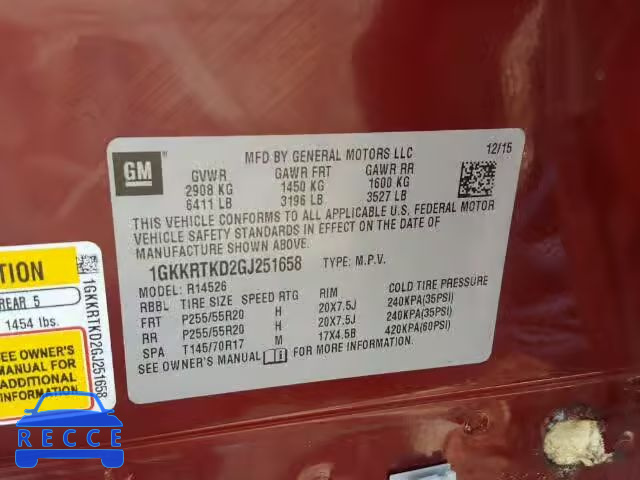 GM
MFD BY GENERAL MOTORS LLC
12/15
GVWR GAWR FRT GAWR RR
2908 KG 1450 KG 1600 KG
6411 LB 3196 LB 3527 LB
THIS VEHICLE CONFORMS TO ALL APPLICABLE U.S. FEDERAL MOTOR
VEHICLE SAFETY STANDARDS IN EFFECT ON THE DATE OF
MANUFACTURE SHOWN ABOVE.
1GKKRTKD2GJ251658 TYPE: M.P.V.
MODEL: R14526
RBBL TIRE SIZE SPEED RTG RIM COLD TIRE PRESSURE
FRT P255/55R20 H 20X7.5J 240KPA(35PSI)
RR P255/55R20 H 20X7.5J 240KPA(35PSI)
SPA T145/70R17 M 17X4.5B 420KPA(60PSI)
SEE OWNER'S MANUAL FOR MORE INFORMATION.
TION
REAR 5
1454 lbs.
SEE OWNER'S
MANUAL FOR
ADDITIONAL
1GKKRTKD2GJ251658
RECCE